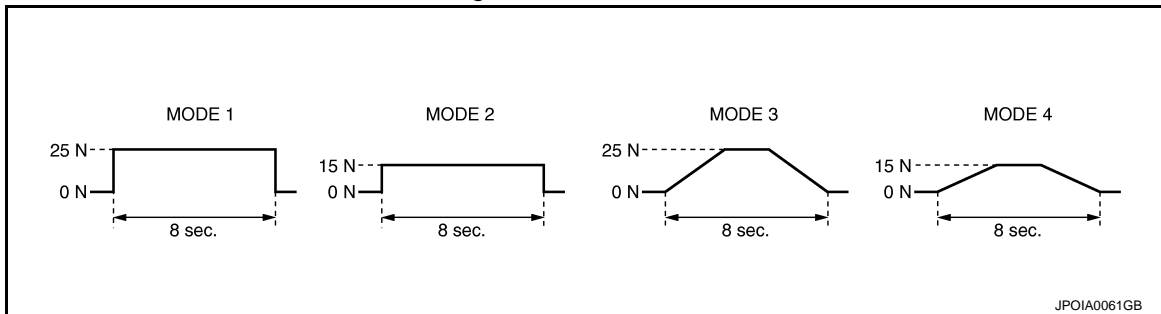 MODE 1
MODE 2
MODE 3
MODE 4
25 N
0 N
8 sec.
15 N
0 N
8 sec.
25 N
0 N
8 sec.
15 N
0 N
8 sec.
JPOIA0061GB